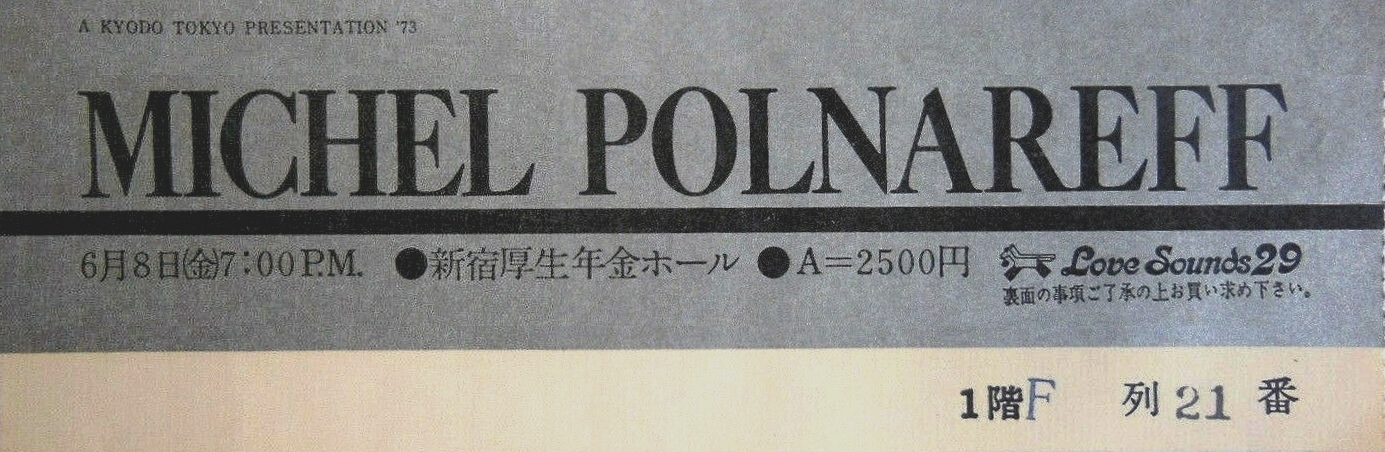 A KYODO TOKYO PRESENTATION '73
MICHEL POLNAREFF
6月8日(金)7:00P.M. ●新宿厚生年金ホール ●A=2500円 Love Sounds29
裏面の事項ご了承の上お買い求め下さい。
1階F 列21 番